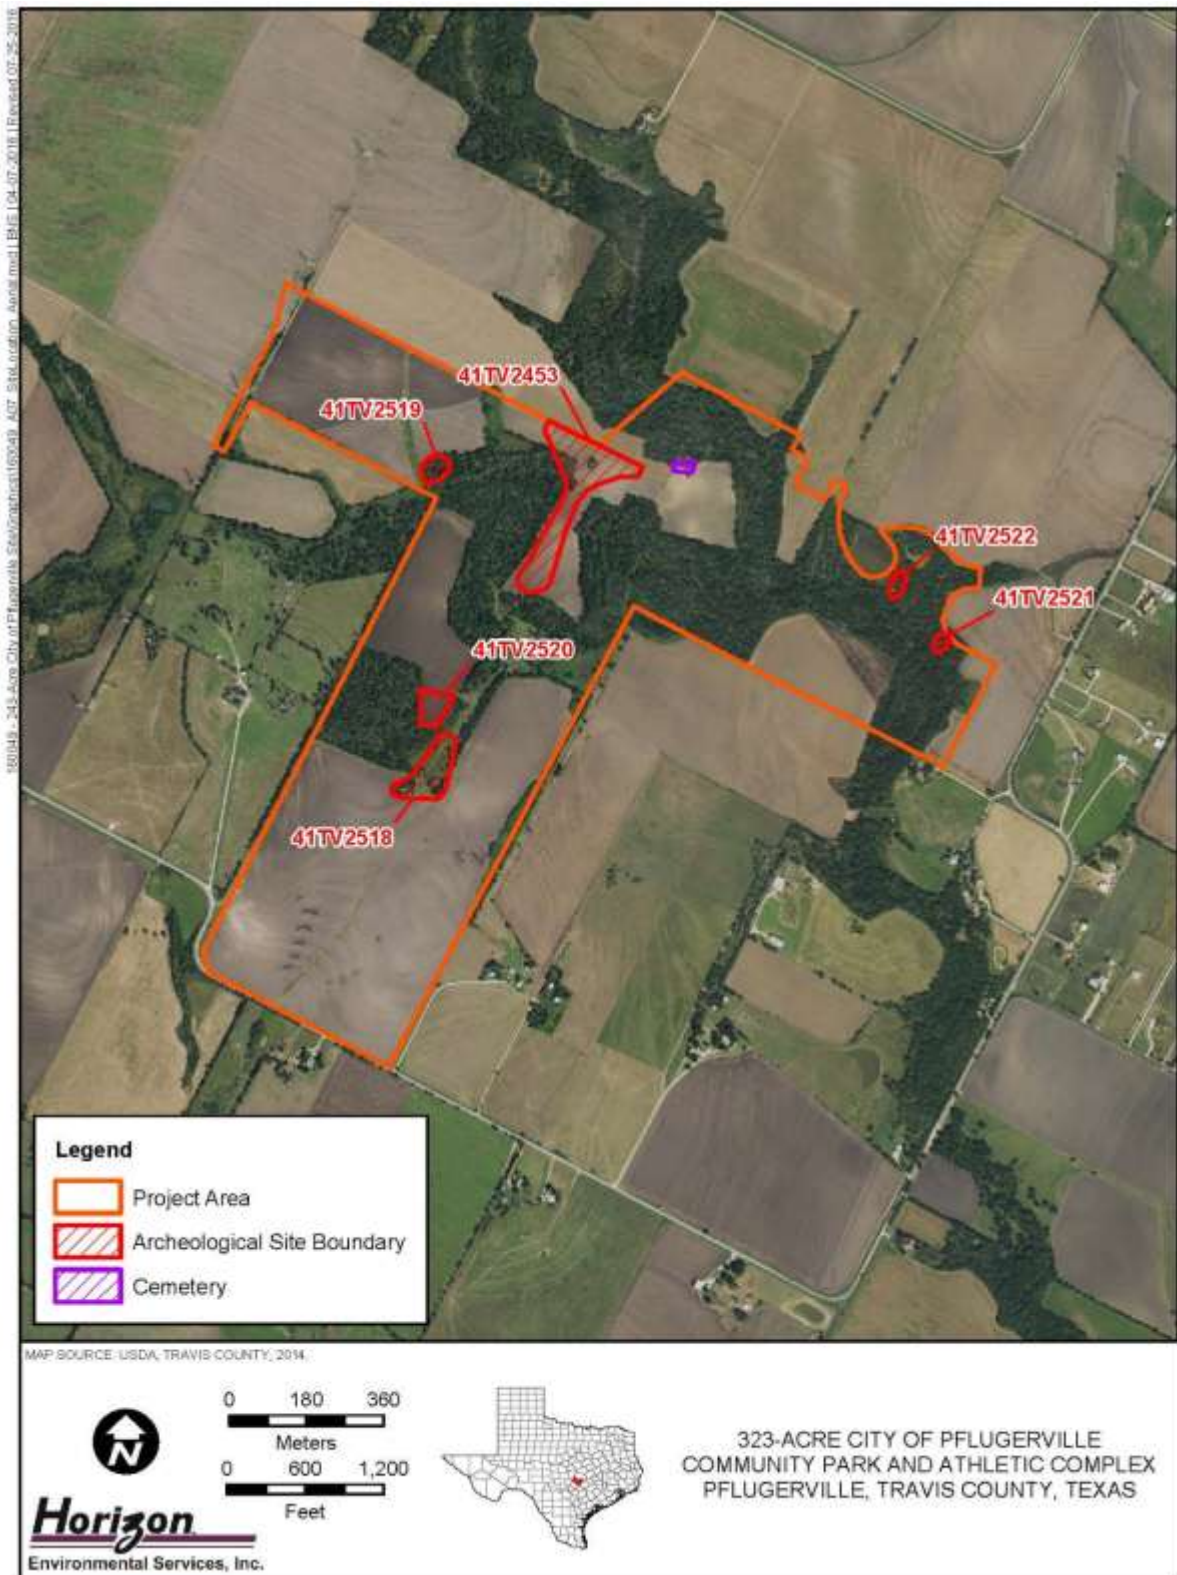 41TV2453
41TV2519
41TV2522
41TV2521
41TV2520
41TV2518
Legend
Project Area
Archeological Site Boundary
Cemetery
MAP SOURCE: USDA, TRAVIS COUNTY, 2014.
0 180 360
Meters
0 600 1,200
Feet
N
Horizon
Environmental Services, Inc.
323-ACRE CITY OF PFLUGERVILLE
COMMUNITY PARK AND ATHLETIC COMPLEX
PFLUGERVILLE, TRAVIS COUNTY, TEXAS